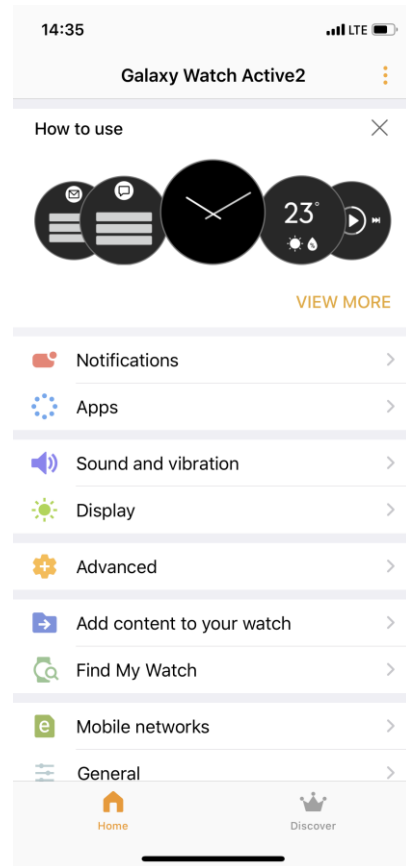 14:35
LTE
Galaxy Watch Active2
How to use
23°
VIEW MORE
Notifications
Apps
Sound and vibration
Display
Advanced
Add content to your watch
Find My Watch
e
Mobile networks
General
Home
Discover